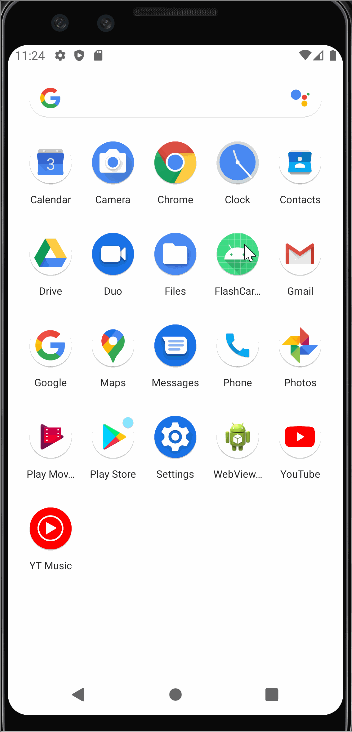 11:24
Calendar Camera Chrome Clock Contacts
Drive Duo Files FlashCar... Gmail
Google Maps Messages Phone Photos
Play Mov... Play Store Settings WebView... YouTube
YT Music